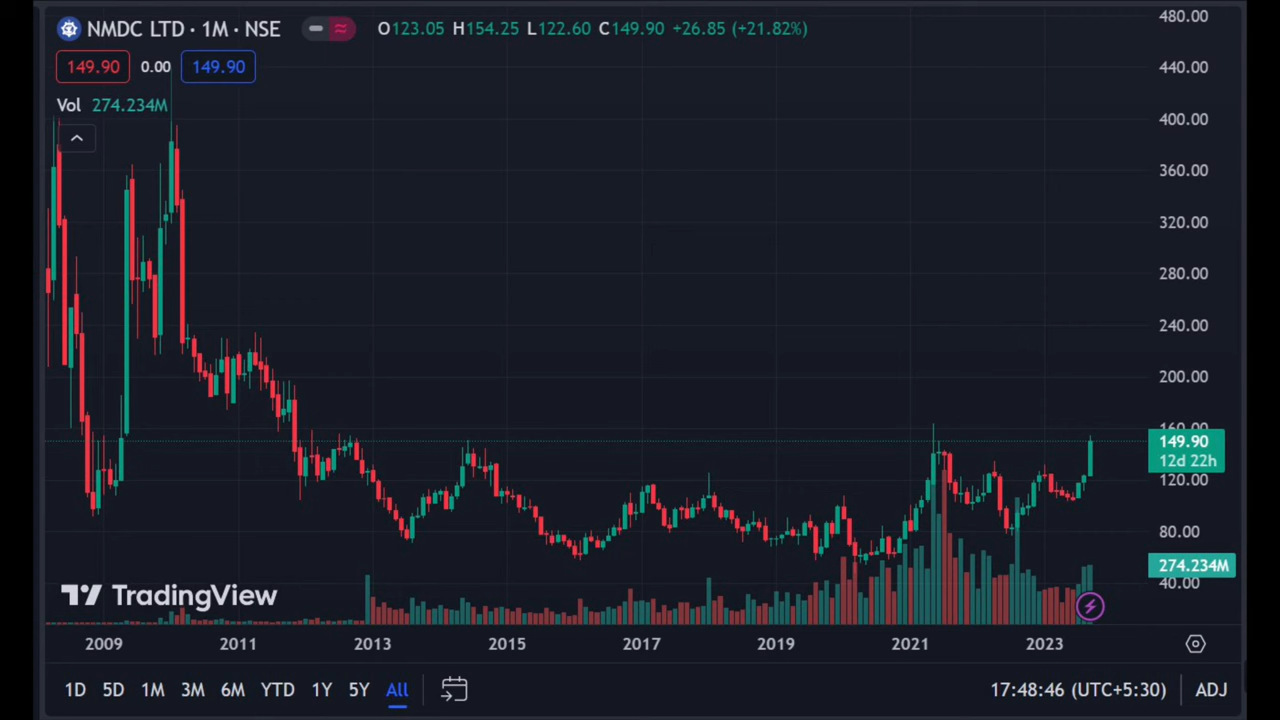 NMDC LTD · 1M · NSE O123.05 H154.25 L122.60 C149.90 +26.85 (+21.82%)
149.90 0.00 149.90
Vol 274.234M
480.00
440.00
400.00
360.00
320.00
280.00
240.00
200.00
160.00
149.90
12d 22h
120.00
80.00
274.234M
40.00
TradingView
2009 2011 2013 2015 2017 2019 2021 2023
1D 5D 1M 3M 6M YTD 1Y 5Y All 17:48:46 (UTC+5:30) ADJ